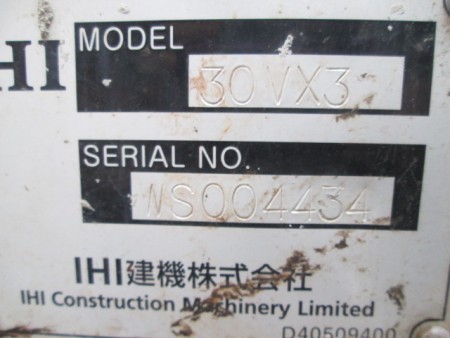 MODEL
HI
30VX3
SERIAL NO.
WS004434
IHI建機株式会社
IHI Construction Machinery Limited
D40509400